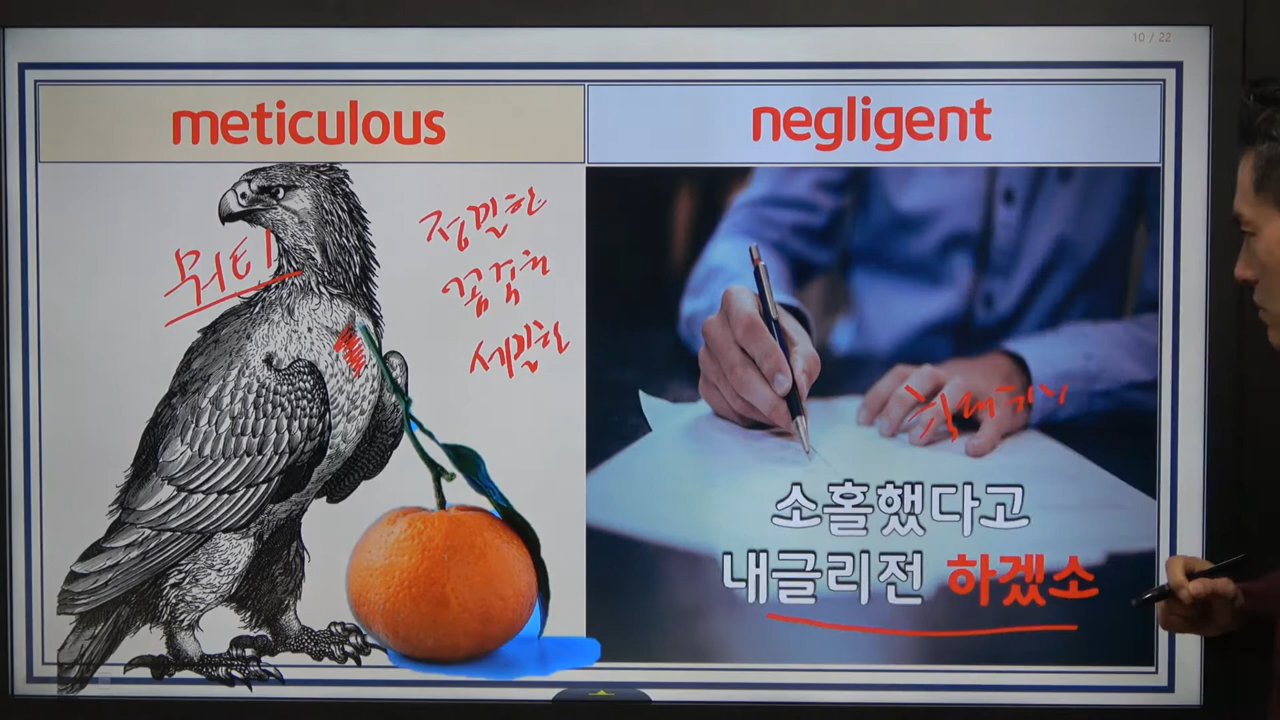 10 / 22
meticulous
negligent
뭐티
정밀한
꼼꼼한
세밀한
소홀했다고
내글리전 하겠소